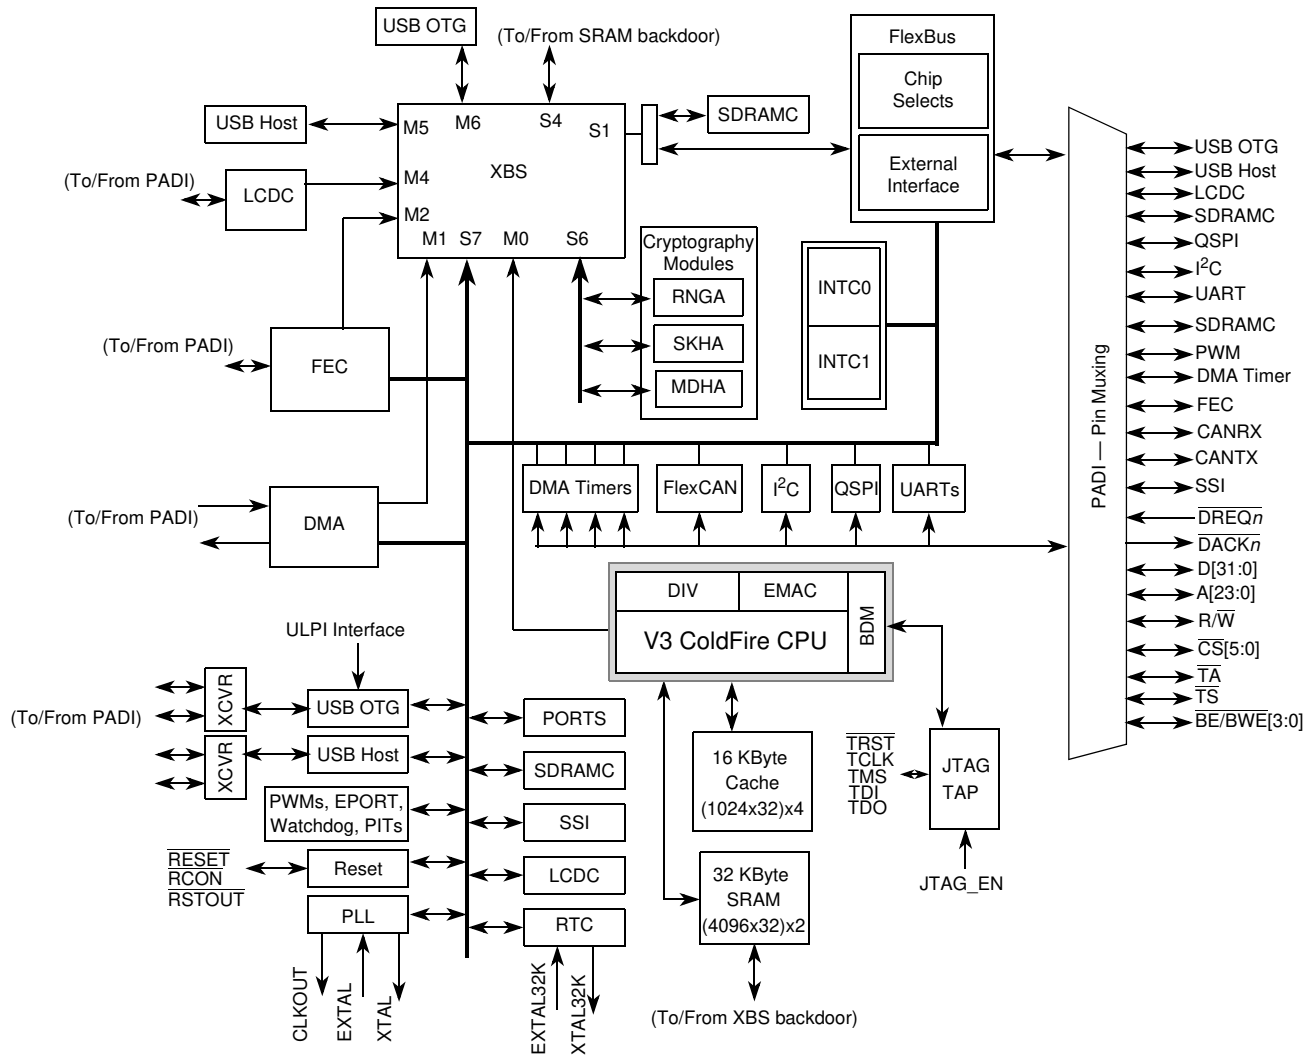 USB OTG
(To/From SRAM backdoor)
FlexBus
Chip
Selects
External
Interface
USB Host
M5
M6
S4
S1
SDRAMC
XBS
(To/From PADI)
LCDC
M4
M2
M1
S7
M0
S6
Cryptography
Modules
RNGA
SKHA
MDHA
INTC0
INTC1
(To/From PADI)
FEC
(To/From PADI)
DMA
DMA Timers
FlexCAN
I²C
QSPI
UARTs
DIV
EMAC
V3 ColdFire CPU
BDM
ULPI Interface
(To/From PADI)
XCVR
USB OTG
XCVR
USB Host
PWMs, EPORT,
Watchdog, PITs
RESET
RCON
RSTOUT
Reset
PLL
CLKOUT
EXTAL
XTAL
PORTS
SDRAMC
SSI
LCDC
RTC
EXTAL32K
XTAL32K
16 KByte
Cache
(1024x32)x4
32 KByte
SRAM
(4096x32)x2
(To/From XBS backdoor)
TRST
TCLK
TMS
TDI
TDO
JTAG
TAP
JTAG_EN
PADI — Pin Muxing
USB OTG
USB Host
LCDC
SDRAMC
QSPI
I²C
UART
SDRAMC
PWM
DMA Timer
FEC
CANRX
CANTX
SSI
DREQn
DACKn
D[31:0]
A[23:0]
R/W
CS[5:0]
TA
TS
BE/BWE[3:0]